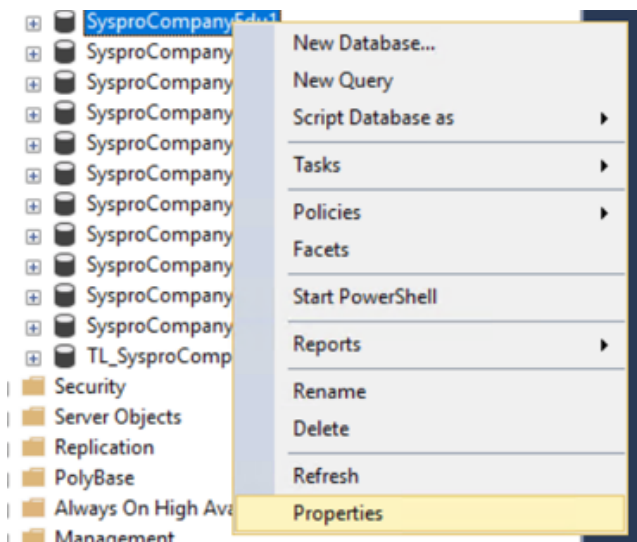 SysproCompanyEdu1
SysproCompany
SysproCompany
SysproCompany
SysproCompany
SysproCompany
SysproCompany
SysproCompany
SysproCompany
SysproCompany
SysproCompany
TL_SysproComp
Security
Server Objects
Replication
PolyBase
Always On High Ava
Management
New Database...
New Query
Script Database as
Tasks
Policies
Facets
Start PowerShell
Reports
Rename
Delete
Refresh
Properties